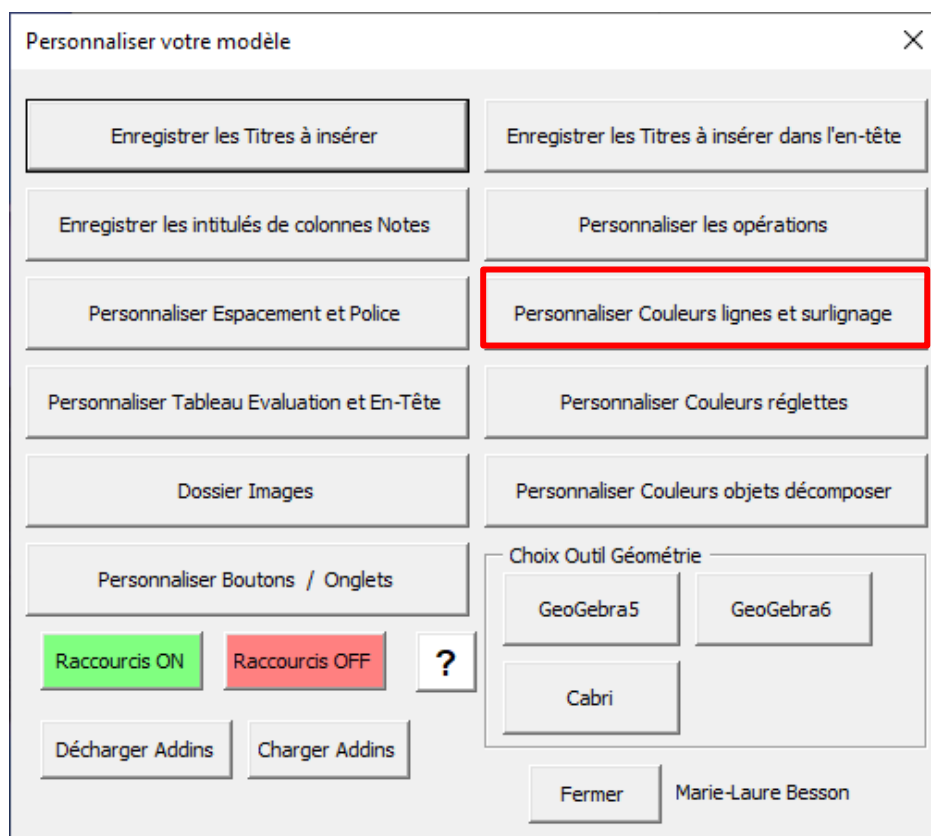 Personnaliser votre modèle
Enregistrer les Titres à insérer
Enregistrer les Titres à insérer dans l'en-tête
Enregistrer les intitulés de colonnes Notes
Personnaliser les opérations
Personnaliser Espacement et Police
Personnaliser Couleurs lignes et surlignage
Personnaliser Tableau Evaluation et En-Tête
Personnaliser Couleurs réglettes
Dossier Images
Personnaliser Couleurs objets décomposer
Personnaliser Boutons / Onglets
Choix Outil Géométrie
GeoGebra5
GeoGebra6
Raccourcis ON
Raccourcis OFF
?
Cabri
Décharger Addins
Charger Addins
Fermer
Marie-Laure Besson